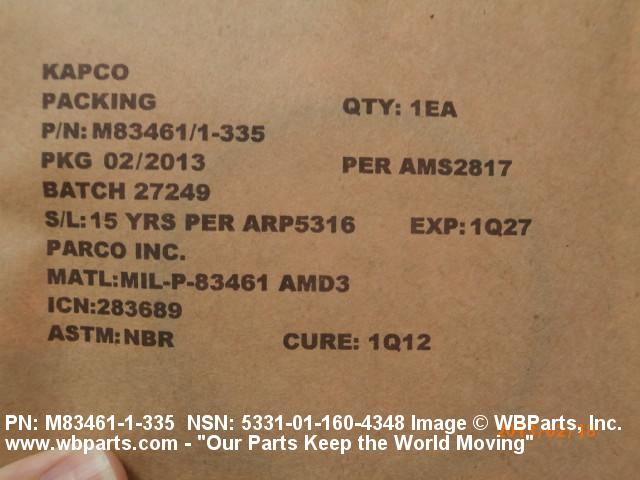 KAPCO
PACKING QTY: 1EA
P/N: M83461/1-335
PKG 02/2013 PER AMS2817
BATCH 27249
S/L: 15 YRS PER ARP5316 EXP: 1Q27
PARCO INC.
MATL:MIL-P-83461 AMD3
ICN:283689
ASTM:NBR CURE: 1Q12
PN: M83461-1-335 NSN: 5331-01-160-4348 Image © WBParts, Inc.
www.wbparts.com - "Our Parts Keep the World Moving"